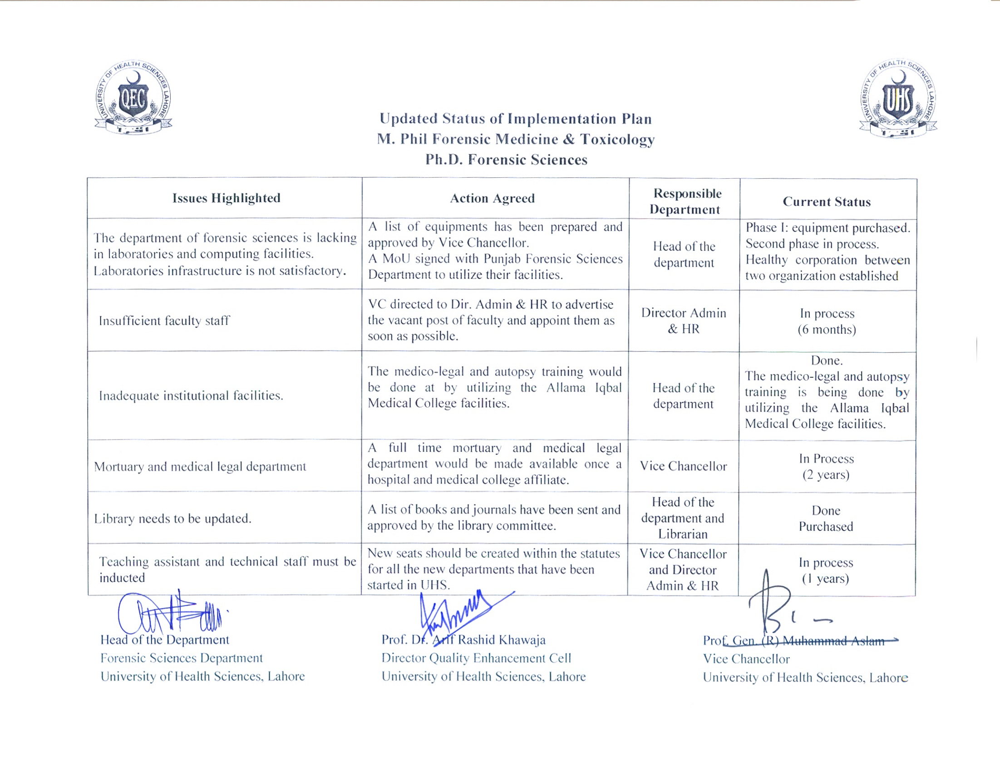 UNIVERSITY OF HEALTH SCIENCES LAHORE
QEC
UNIVERSITY OF HEALTH SCIENCES LAHORE
UHS
Updated Status of Implementation Plan
M. Phil Forensic Medicine & Toxicology
Ph.D. Forensic Sciences
Issues Highlighted
Action Agreed
Responsible
Department
Current Status
The department of forensic sciences is lacking
in laboratories and computing facilities.
Laboratories infrastructure is not satisfactory.
A list of equipments has been prepared and
approved by Vice Chancellor.
A MoU signed with Punjab Forensic Sciences
Department to utilize their facilities.
Head of the
department
Phase I: equipment purchased.
Second phase in process.
Healthy corporation between
two organization established
Insufficient faculty staff
VC directed to Dir. Admin & HR to advertise
the vacant post of faculty and appoint them as
soon as possible.
Director Admin
& HR
In process
(6 months)
Inadequate institutional facilities.
The medico-legal and autopsy training would
be done at by utilizing the Allama Iqbal
Medical College facilities.
Head of the
department
Done.
The medico-legal and autopsy
training is being done by
utilizing the Allama Iqbal
Medical College facilities.
Mortuary and medical legal department
A full time mortuary and medical legal
department would be made available once a
hospital and medical college affiliate.
Vice Chancellor
In Process
(2 years)
Library needs to be updated.
A list of books and journals have been sent and
approved by the library committee.
Head of the
department and
Librarian
Done
Purchased
Teaching assistant and technical staff must be
inducted
New seats should be created within the statutes
for all the new departments that have been
started in UHS.
Vice Chancellor
and Director
Admin & HR
In process
(1 years)
Head of the Department
Forensic Sciences Department
University of Health Sciences, Lahore
Prof. Dr. Arif Rashid Khawaja
Director Quality Enhancement Cell
University of Health Sciences, Lahore
Prof. Gen. (R) Muhammad Aslam
Vice Chancellor
University of Health Sciences, Lahore